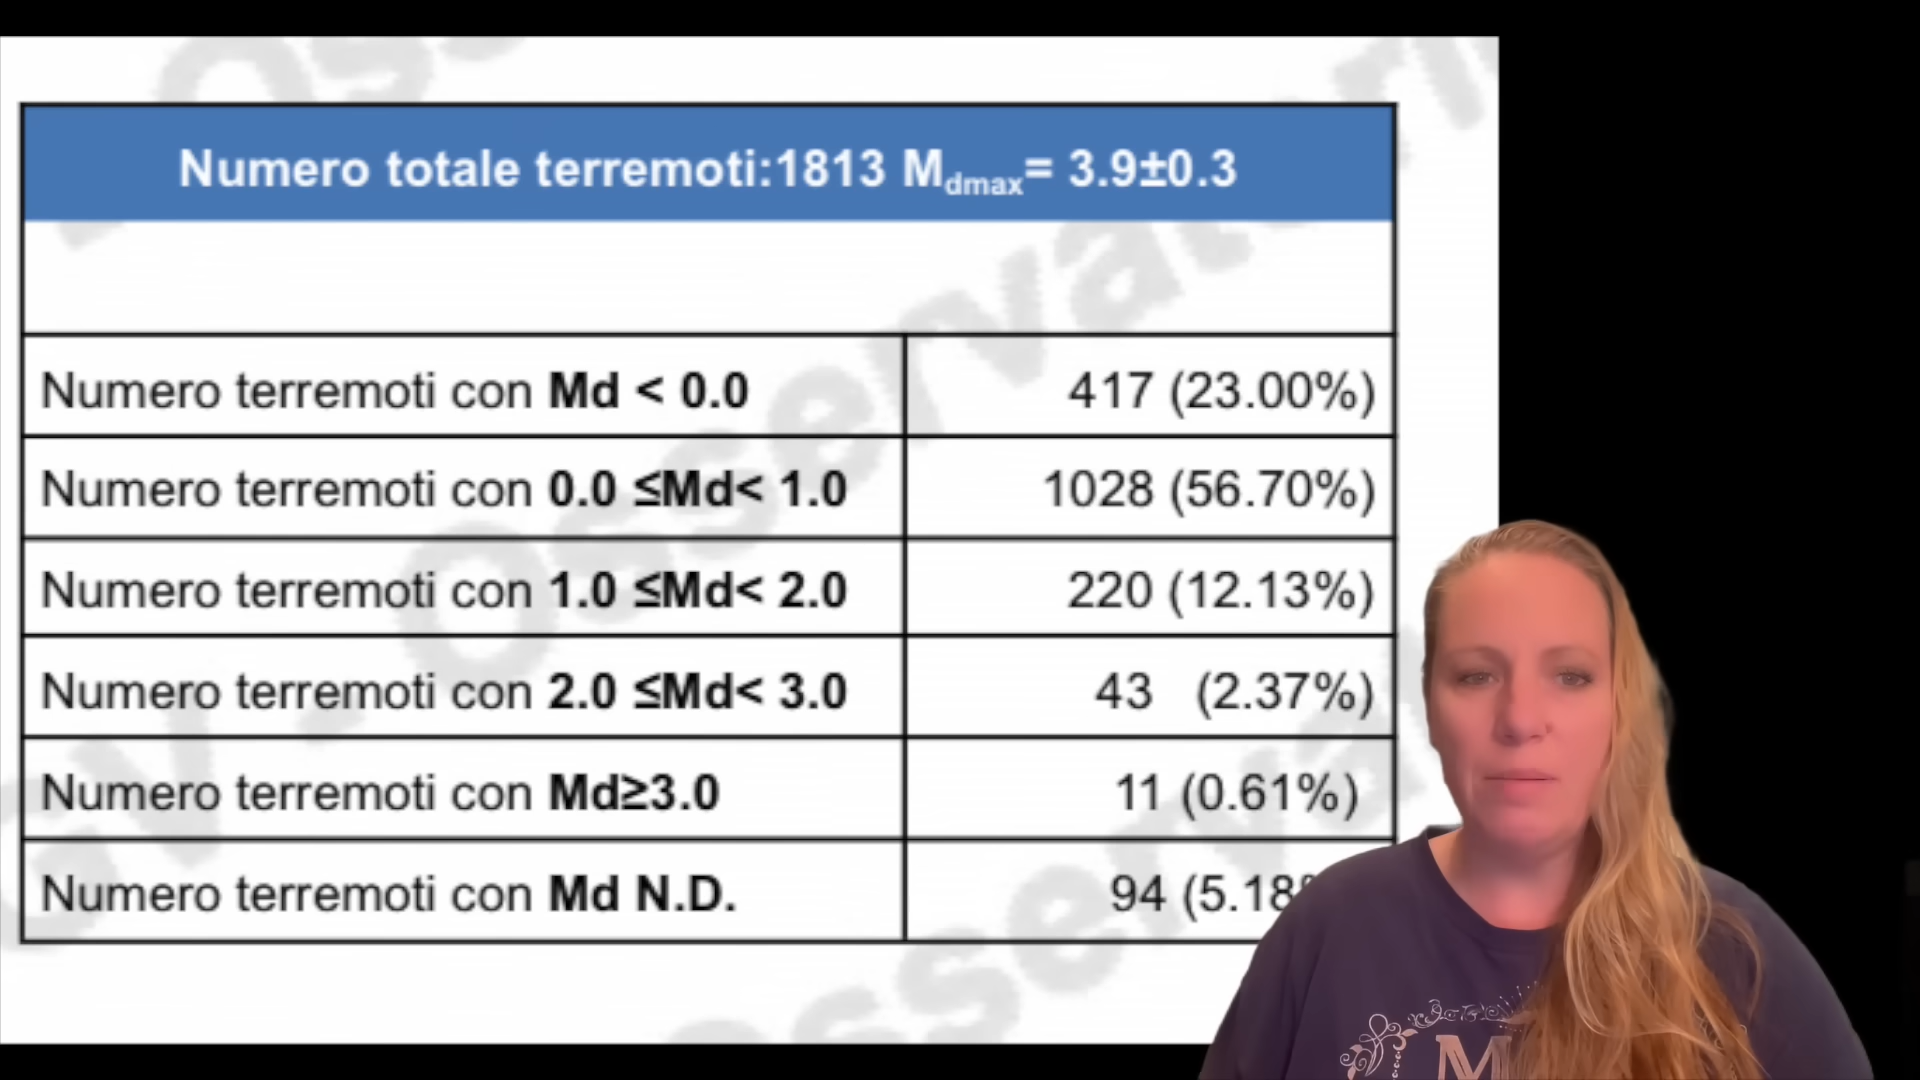 Numero totale terremoti:1813 Mdmax= 3.9±0.3
Numero terremoti con Md < 0.0 417 (23.00%)
Numero terremoti con 0.0 ≤Md< 1.0 1028 (56.70%)
Numero terremoti con 1.0 ≤Md< 2.0 220 (12.13%)
Numero terremoti con 2.0 ≤Md< 3.0 43 (2.37%)
Numero terremoti con Md≥3.0 11 (0.61%)
Numero terremoti con Md N.D. 94 (5.18
M